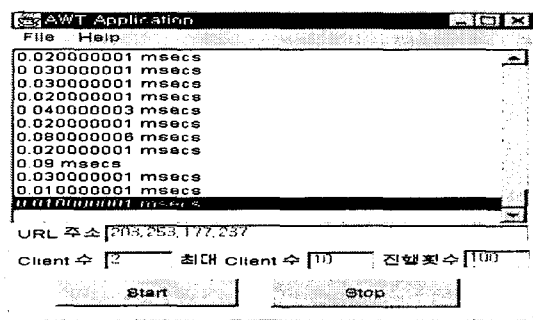 AWT Application
File Help
0.020000001 msecs
0.030000001 msecs
0.030000001 msecs
0.020000001 msecs
0.040000003 msecs
0.020000001 msecs
0.080000006 msecs
0.020000001 msecs
0.09 msecs
0.030000001 msecs
0.010000001 msecs
0.010000001 msecs
URL 주소 203,253,177,237
Client 수 2 최대 Client 수 10 진행횟수 100
Start Stop